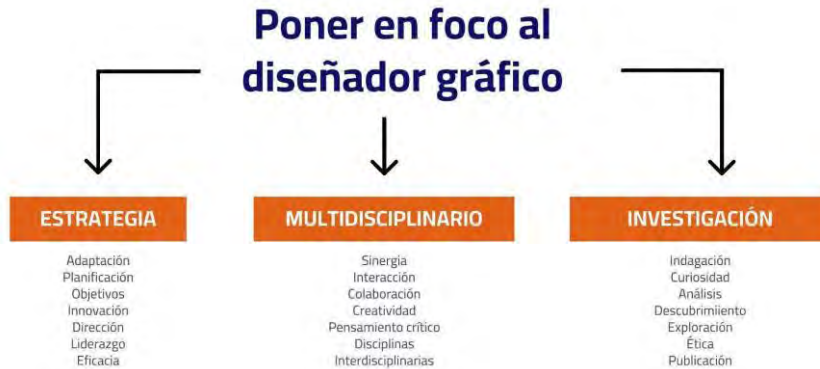 Poner en foco al
diseñador gráfico
ESTRATEGIA
Adaptación
Planificación
Objetivos
Innovación
Dirección
Liderazgo
Eficacia
MULTIDISCIPLINARIO
Sinergia
Interacción
Colaboración
Creatividad
Pensamiento crítico
Disciplinas
Interdisciplinarias
INVESTIGACIÓN
Indagación
Curiosidad
Análisis
Descubrimiiento
Exploración
Ética
Publicación